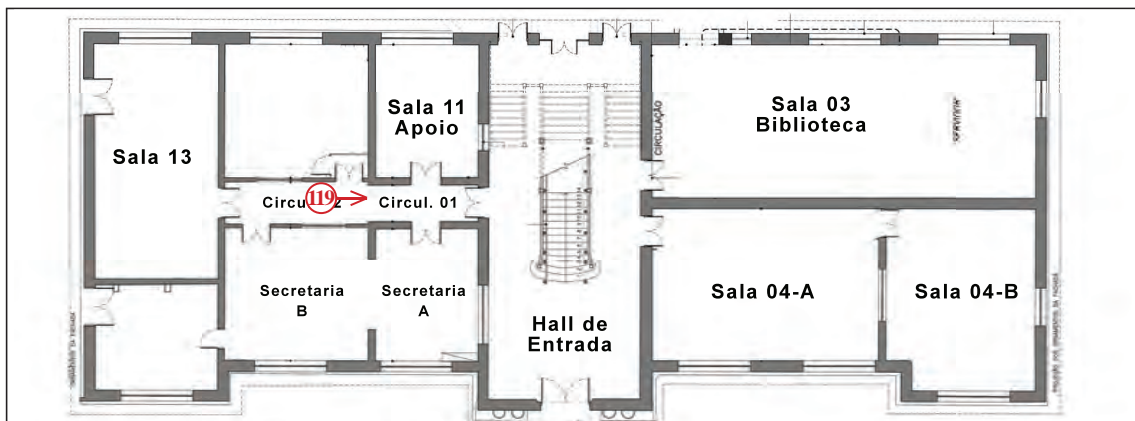 Sala 13
Sala 11
Apoio
Circul. 01
119
Secretaria
B
Secretaria
A
Hall de
Entrada
CIRCULAÇÃO
Sala 03
Biblioteca
SERVIDOR
Sala 04-A
Sala 04-B